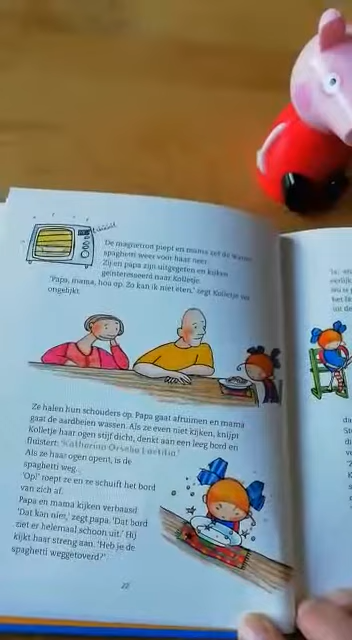 De magnetron piept en mama zet de
spaghetti weer voor haar neer.
Zij en papa zijn uitgegeten en kijken
geïnteresseerd naar Kolletje.
'Papa, mama, hou op. Zo kan ik niet eten,' zegt Kolletje
Ze halen hun schouders op. Papa gaat afruimen en mama
gaat de aardbeien wassen. Als ze even niet kijken, knijpt
Kolletje haar ogen stijf dicht, denkt aan een leeg bord en
fluistert:
Als ze haar ogen opent, is de
spaghetti weg.
'Op!' roept ze en ze schuift het bord
van zich af.
Papa en mama kijken verbaasd
'Dat kan niet,' zegt papa. 'Dat bord
ziet er helemaal schoon uit.' Hij
kijkt haar streng aan. 'Heb je de
spaghetti weggetoverd?'
22